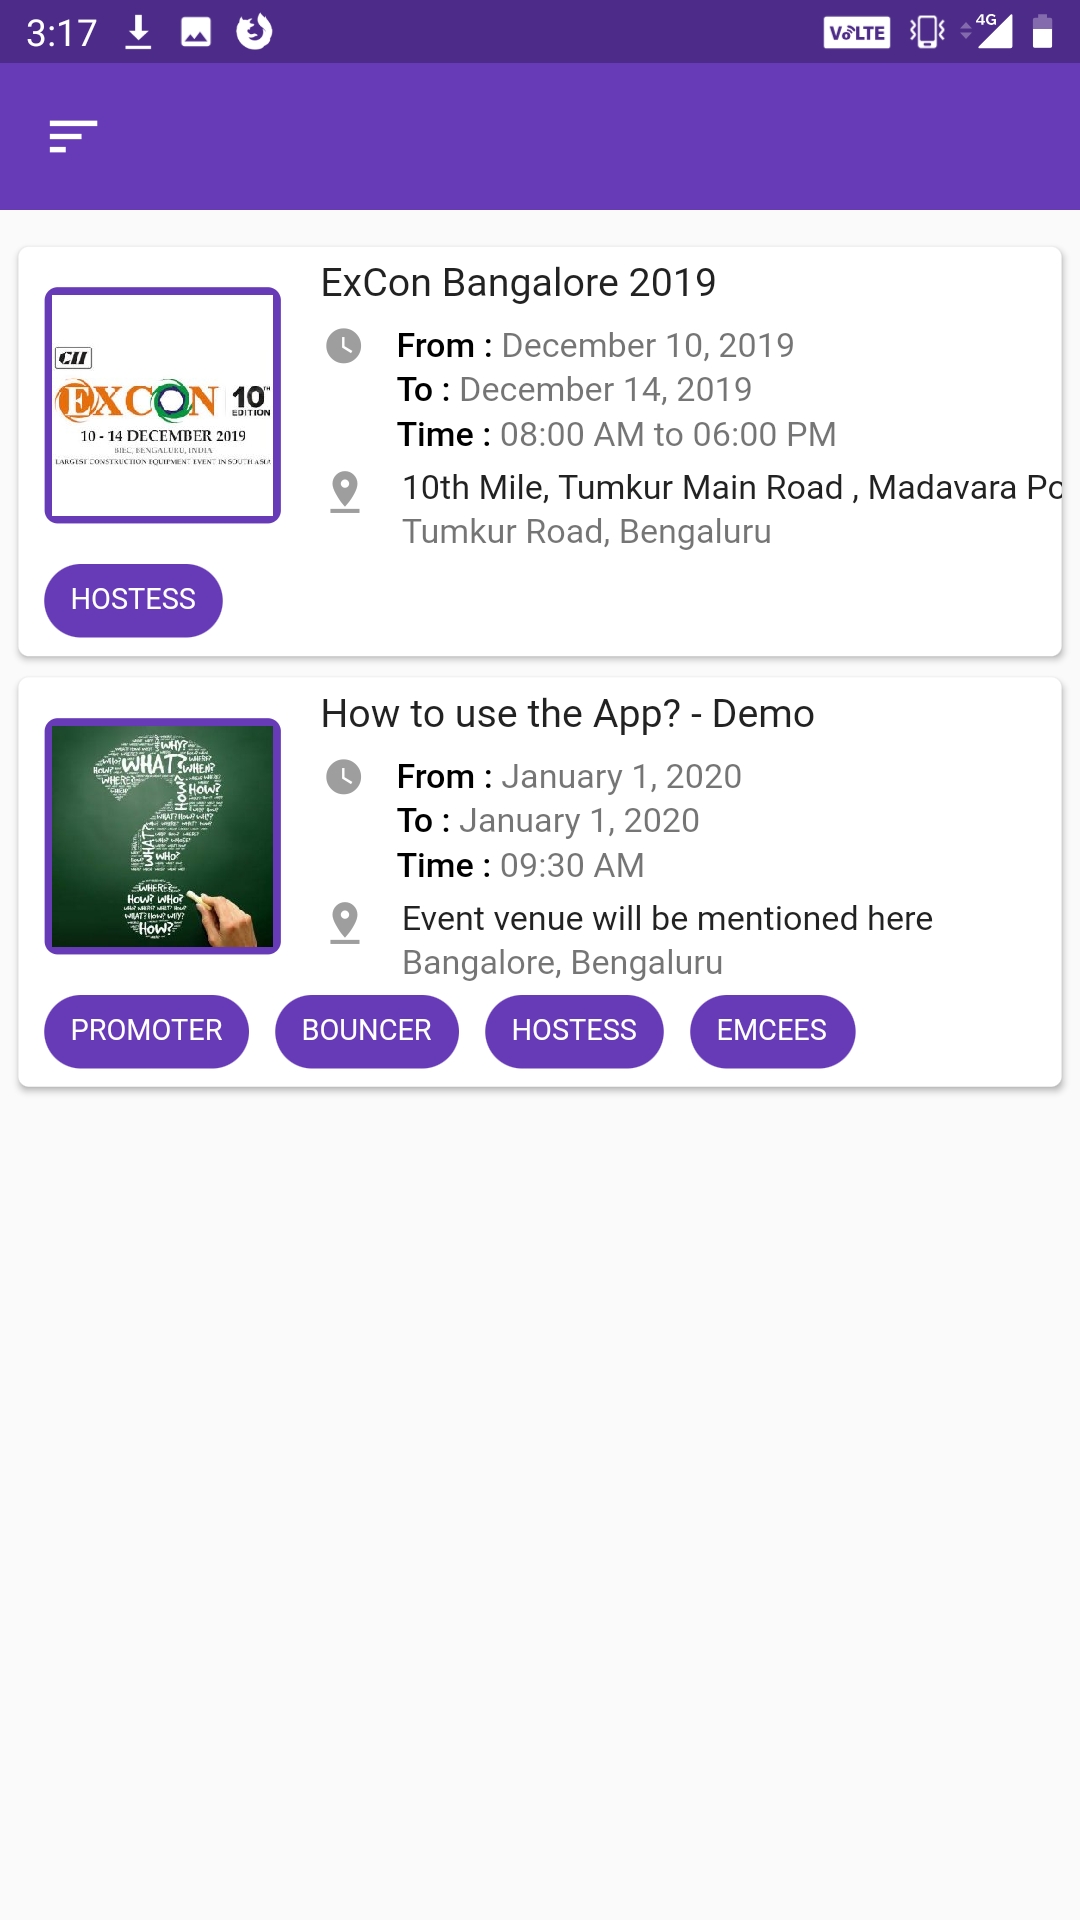 3:17
VoLTE
4G
ExCon Bangalore 2019
CII
EXCON 10TH EDITION
10 - 14 DECEMBER 2019
BIEC, BENGALURU, INDIA
LARGEST CONSTRUCTION EQUIPMENT EVENT IN SOUTH ASIA
From : December 10, 2019
To : December 14, 2019
Time : 08:00 AM to 06:00 PM
10th Mile, Tumkur Main Road , Madavara Po
Tumkur Road, Bengaluru
HOSTESS
How to use the App? - Demo
WHY?
WHAT?
WHERE?
HOW?
WHO?
WHERE?
HOW? WHO?
WHAT? HOW? WHY?
HOW?
From : January 1, 2020
To : January 1, 2020
Time : 09:30 AM
Event venue will be mentioned here
Bangalore, Bengaluru
PROMOTER
BOUNCER
HOSTESS
EMCEES